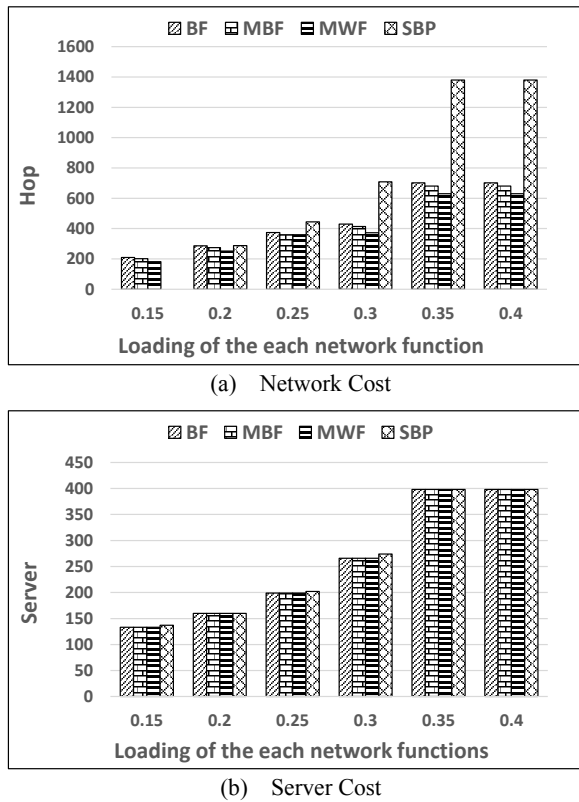 BF MBF MWF SBP
1600
1400
1200
1000
800
600
400
200
0
Hop
0.15 0.2 0.25 0.3 0.35 0.4
Loading of the each network function
(a) Network Cost
BF MBF MWF SBP
450
400
350
300
250
200
150
100
50
0
Server
0.15 0.2 0.25 0.3 0.35 0.4
Loading of the each network functions
(b) Server Cost